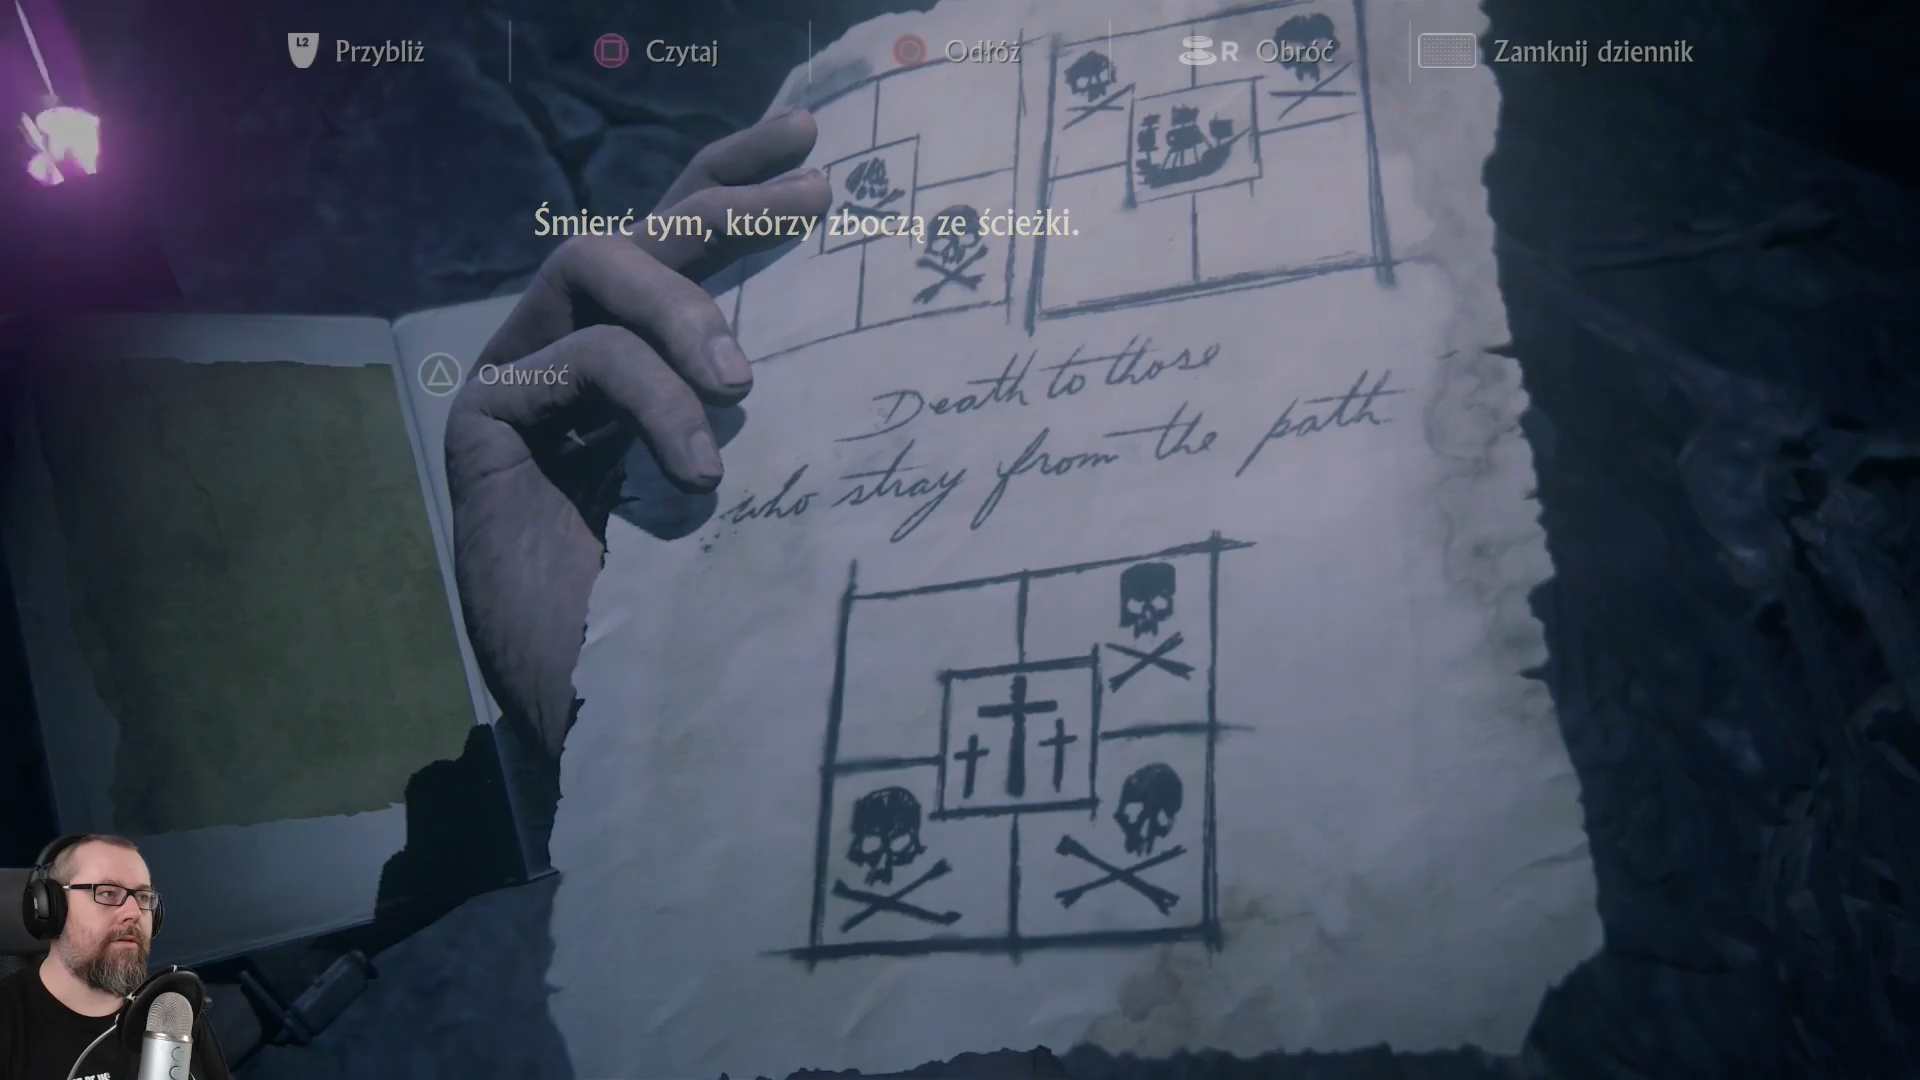 L2 Przybliż
Czytaj
Odłóż
R Obróć
Zamknij dziennik
Śmierć tym, którzy zboczą ze ścieżki.
Odwróć
Death to those
who stray from the path